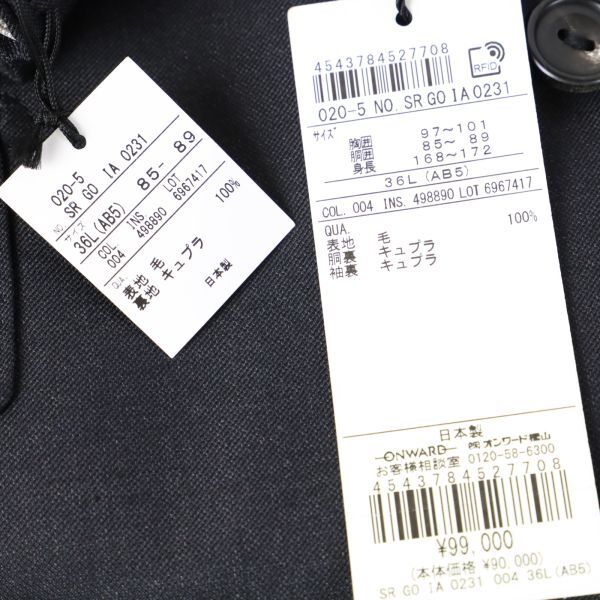 020-5
NO. SR GO IA 0231
サイズ
36L(AB5) 85- 89
COL. INS. LOT
004 498890 6967417
QUA. 100%
表地 毛
裏地 キュプラ
日本製
4543784527708
RFID
020-5 NO. SR GO IA 0231
サイズ
胸囲 97〜101
胴囲 85〜 89
身長 168〜172
36L (AB5)
COL. 004 INS. 498890 LOT 6967417
QUA. 100%
表地 毛
胴裏 キュプラ
袖裏 キュプラ
日本製
ONWARD ㈱オンワード樫山
お客様相談室 0120-58-6300
4543784527708
¥99,000
(本体価格 ¥90,000)
SR GO IA 0231 004 36L(AB5)